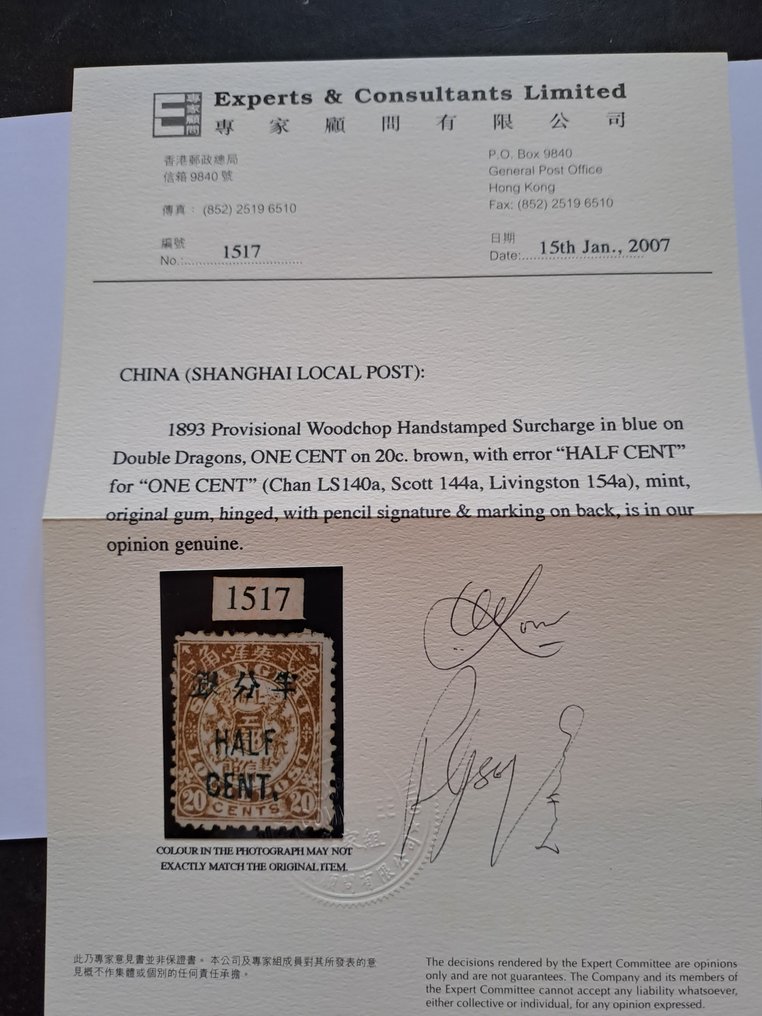 專家顧問
Experts & Consultants Limited
專家顧問有限公司
香港郵政總局
信箱 9840 號
傳真： (852) 2519 6510
P.O. Box 9840
General Post Office
Hong Kong
Fax: (852) 2519 6510
編號
No.: 1517
日期
Date: 15th Jan., 2007
CHINA (SHANGHAI LOCAL POST):
1893 Provisional Woodchop Handstamped Surcharge in blue on
Double Dragons, ONE CENT on 20c. brown, with error “HALF CENT”
for “ONE CENT” (Chan LS140a, Scott 144a, Livingston 154a), mint,
original gum, hinged, with pencil signature & marking on back, is in our
opinion genuine.
1517
銀分半
HALF
CENT.
20 CENTS 20
COLOUR IN THE PHOTOGRAPH MAY NOT
EXACTLY MATCH THE ORIGINAL ITEM.
此乃專家意見書並非保證書。本公司及專家組成員對其所發表的意
見概不作集體或個別的任何責任承擔。
The decisions rendered by the Expert Committee are opinions
only and are not guarantees. The Company and its members of
the Expert Committee cannot accept any liability whatsoever,
either collective or individual, for any opinion expressed.